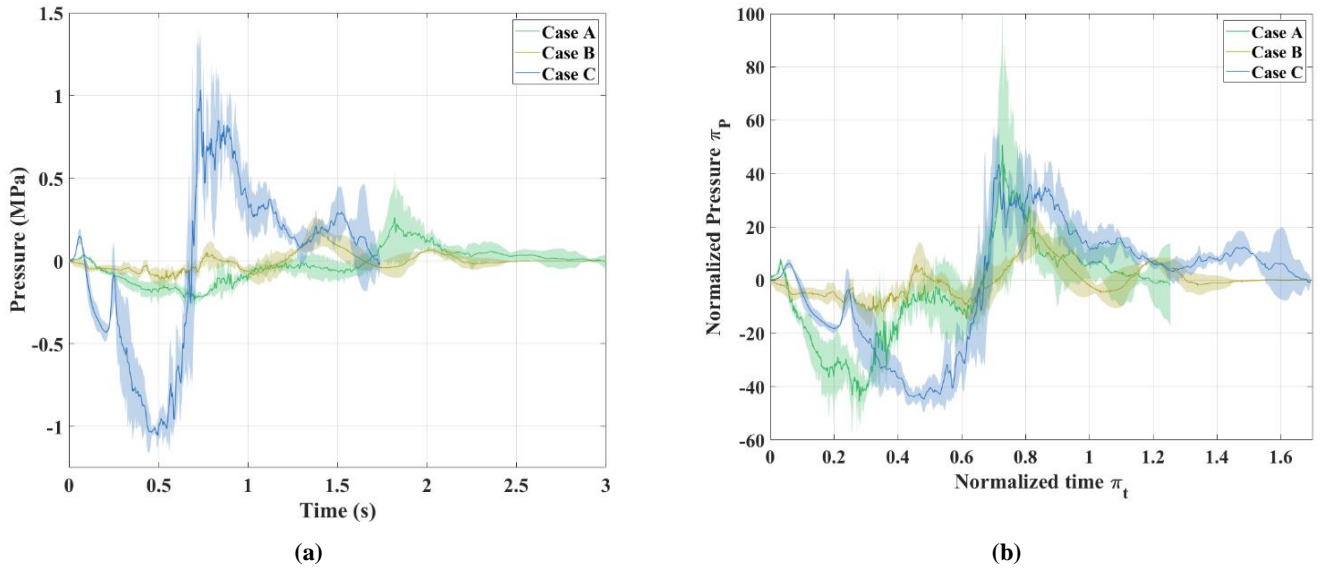 1.5
1
0.5
0
-0.5
-1
Pressure (MPa)
0 0.5 1 1.5 2 2.5 3
Time (s)
Case A
Case B
Case C
(a)
100
80
60
40
20
0
-20
-40
-60
Normalized Pressure π_P
0 0.2 0.4 0.6 0.8 1 1.2 1.4 1.6
Normalized time π_t
Case A
Case B
Case C
(b)